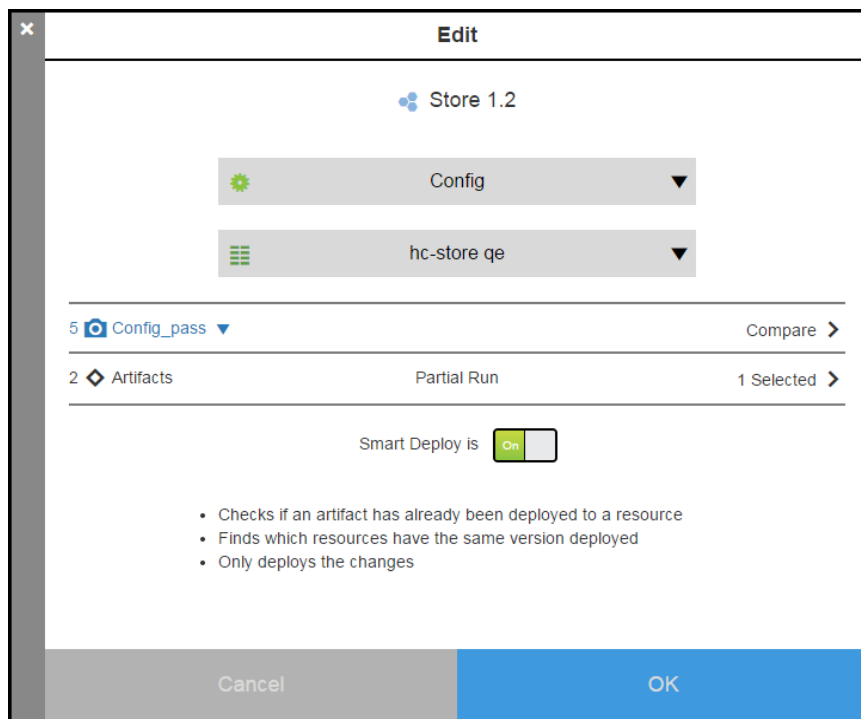 Edit
Store 1.2
Config
hc-store qe
5 Config_pass Compare
2 Artifacts Partial Run 1 Selected
Smart Deploy is On
Checks if an artifact has already been deployed to a resource
Finds which resources have the same version deployed
Only deploys the changes
Cancel OK